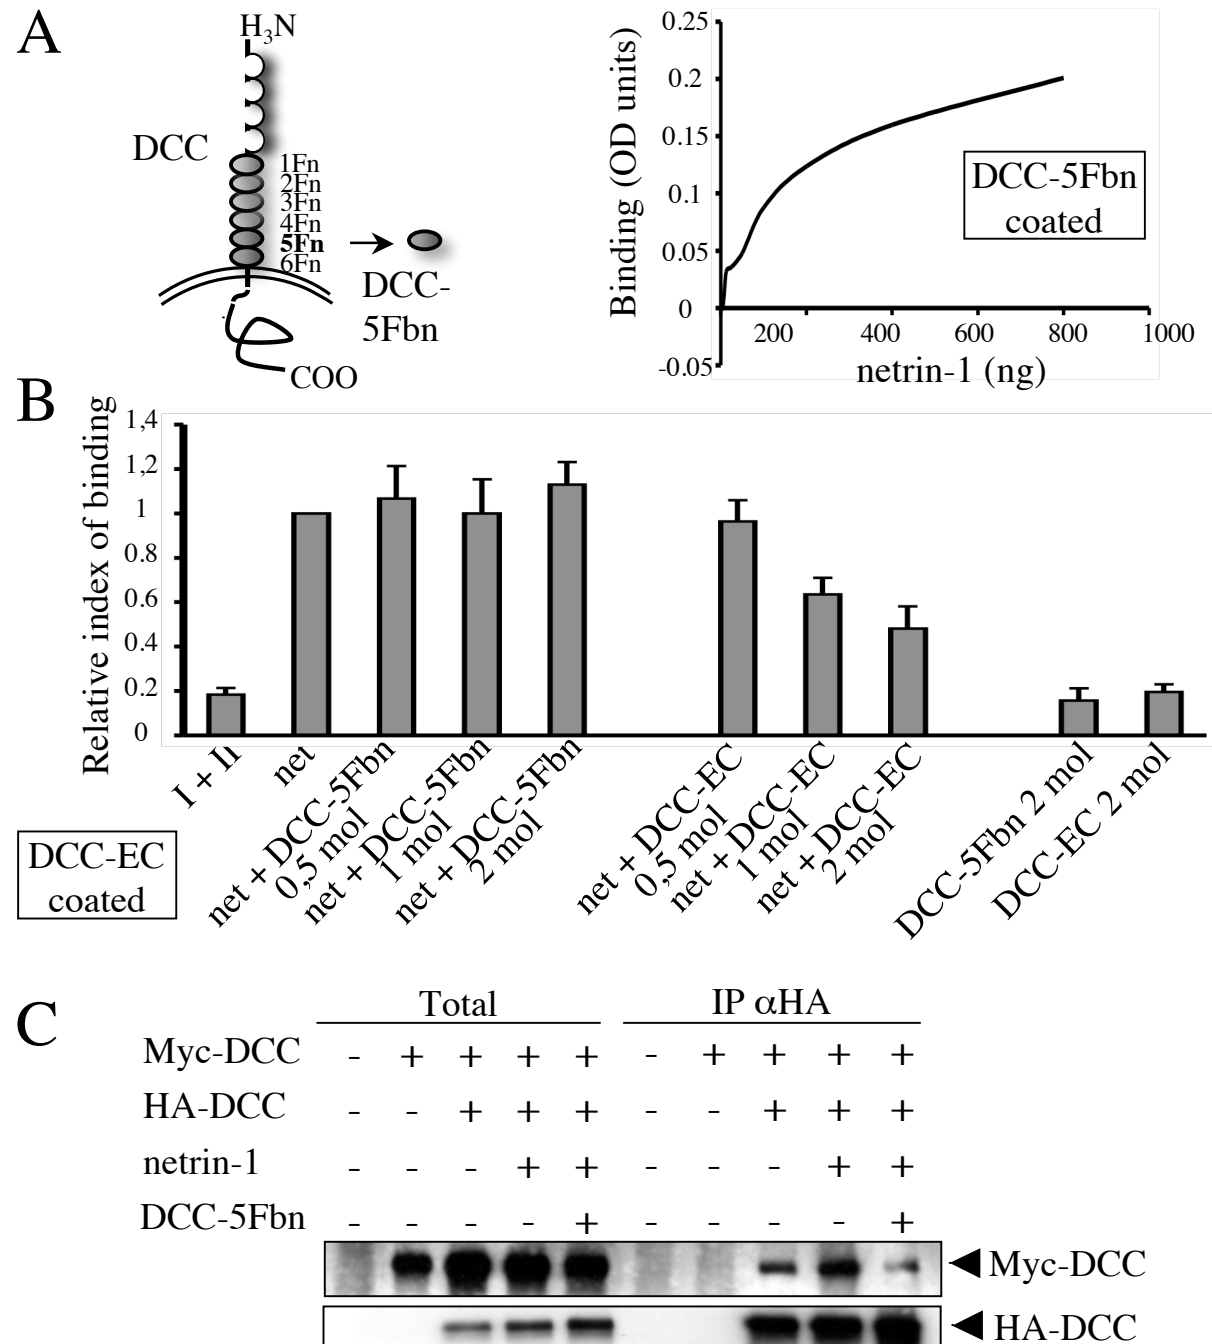 A
H3N
DCC
1Fn
2Fn
3Fn
4Fn
5Fn
6Fn
DCC-
5Fbn
COO
Binding (OD units)
0.25
0.2
0.15
0.1
0.05
0
-0.05
200
400
600
800
1000
netrin-1 (ng)
DCC-5Fbn
coated
B
Relative index of binding
1,4
1,2
1
0.8
0.6
0.4
0.2
0
I + Ii
net
net + DCC-5Fbn
0,5 mol
net + DCC-5Fbn
1 mol
net + DCC-5Fbn
2 mol
net + DCC-EC
0,5 mol
net + DCC-EC
1 mol
net + DCC-EC
2 mol
DCC-5Fbn 2 mol
DCC-EC 2 mol
DCC-EC
coated
C
Total IP αHA
Myc-DCC - + + + + - + + + +
HA-DCC - - + + + - - + + +
netrin-1 - - - + + - - - + +
DCC-5Fbn - - - - + - - - - +
Myc-DCC
HA-DCC